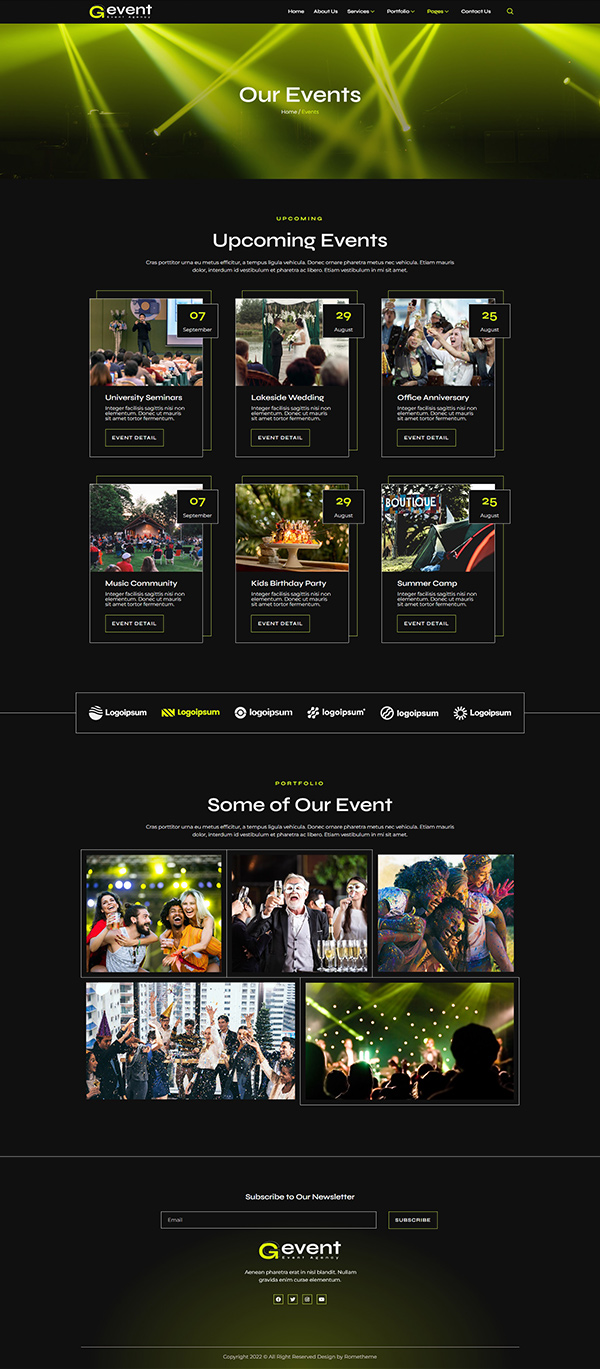 Gevent
Event Agency
Home
About Us
Services
Portfolio
Pages
Contact Us
Our Events
Home / Events
UPCOMING
Upcoming Events
Cras porttitor urna eu metus efficitur, a tempus ligula vehicula. Donec ornare pharetra metus nec vehicula. Etiam mauris
dolor, interdum id vestibulum et pharetra ac libero. Etiam vestibulum in mi sit amet.
07
September
University Seminars
Integer facilisis sagittis nisi non
elementum. Donec ut mauris
sit amet tortor fermentum.
EVENT DETAIL
29
August
Lakeside Wedding
Integer facilisis sagittis nisi non
elementum. Donec ut mauris
sit amet tortor fermentum.
EVENT DETAIL
25
August
Office Anniversary
Integer facilisis sagittis nisi non
elementum. Donec ut mauris
sit amet tortor fermentum.
EVENT DETAIL
07
September
Music Community
Integer facilisis sagittis nisi non
elementum. Donec ut mauris
sit amet tortor fermentum.
EVENT DETAIL
29
August
Kids Birthday Party
Integer facilisis sagittis nisi non
elementum. Donec ut mauris
sit amet tortor fermentum.
EVENT DETAIL
BOUTIQUE
25
August
Summer Camp
Integer facilisis sagittis nisi non
elementum. Donec ut mauris
sit amet tortor fermentum.
EVENT DETAIL
Logoipsum
Logoipsum
logoipsum
logoipsum
logoipsum
Logoipsum
PORTFOLIO
Some of Our Event
Cras porttitor urna eu metus efficitur, a tempus ligula vehicula. Donec ornare pharetra metus nec vehicula. Etiam mauris
dolor, interdum id vestibulum et pharetra ac libero. Etiam vestibulum in mi sit amet.
Subscribe to Our Newsletter
Email
SUBSCRIBE
Gevent
Event Agency
Aenean pharetra erat in nisl blandit. Nullam
gravida enim curae elementum.
Copyright 2022 © All Right Reserved Design by Rometheme